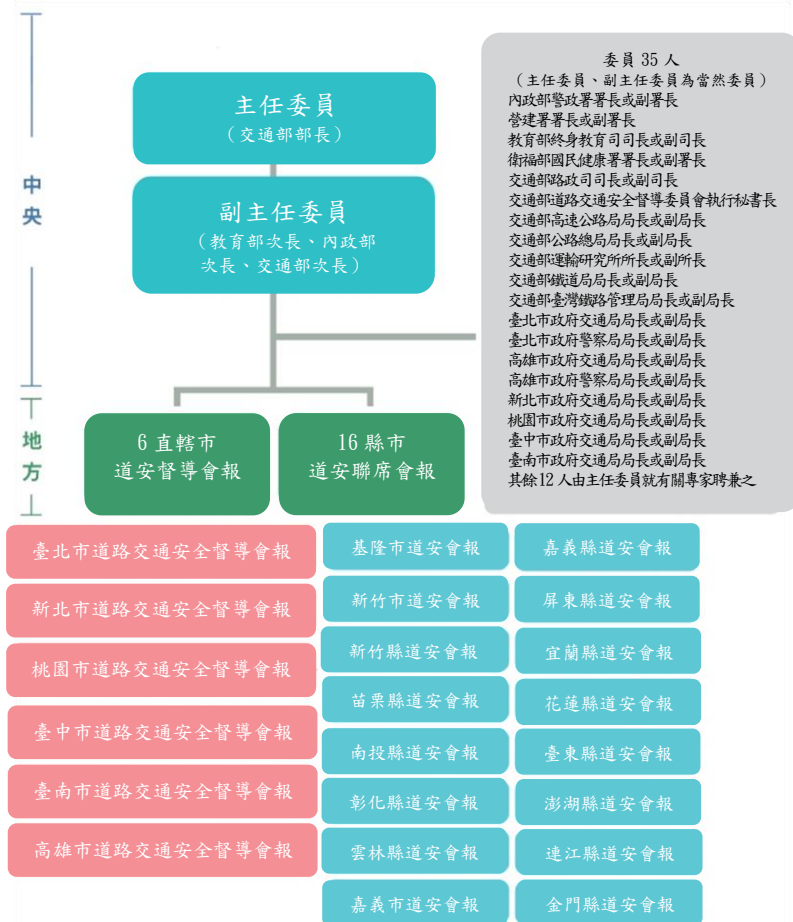 中央
主任委員
（交通部部長）
副主任委員
（教育部次長、內政部
次長、交通部次長）
委員 35 人
（主任委員、副主任委員為當然委員）
內政部警政署署長或副署長
營建署署長或副署長
教育部終身教育司司長或副司長
衛福部國民健康署署長或副署長
交通部路政司司長或副司長
交通部道路交通安全督導委員會執行秘書長
交通部高速公路局局長或副局長
交通部公路總局局長或副局長
交通部運輸研究所所長或副所長
交通部鐵道局局長或副局長
交通部臺灣鐵路管理局局長或副局長
臺北市政府交通局局長或副局長
臺北市政府警察局局長或副局長
高雄市政府交通局局長或副局長
高雄市政府警察局局長或副局長
新北市政府交通局局長或副局長
桃園市政府交通局局長或副局長
臺中市政府交通局局長或副局長
臺南市政府交通局局長或副局長
其餘12人由主任委員就有關專家聘兼之
地方
6 直轄市
道安督導會報
16 縣市
道安聯席會報
臺北市道路交通安全督導會報
新北市道路交通安全督導會報
桃園市道路交通安全督導會報
臺中市道路交通安全督導會報
臺南市道路交通安全督導會報
高雄市道路交通安全督導會報
基隆市道安會報
新竹市道安會報
新竹縣道安會報
苗栗縣道安會報
南投縣道安會報
彰化縣道安會報
雲林縣道安會報
嘉義市道安會報
嘉義縣道安會報
屏東縣道安會報
宜蘭縣道安會報
花蓮縣道安會報
臺東縣道安會報
澎湖縣道安會報
連江縣道安會報
金門縣道安會報